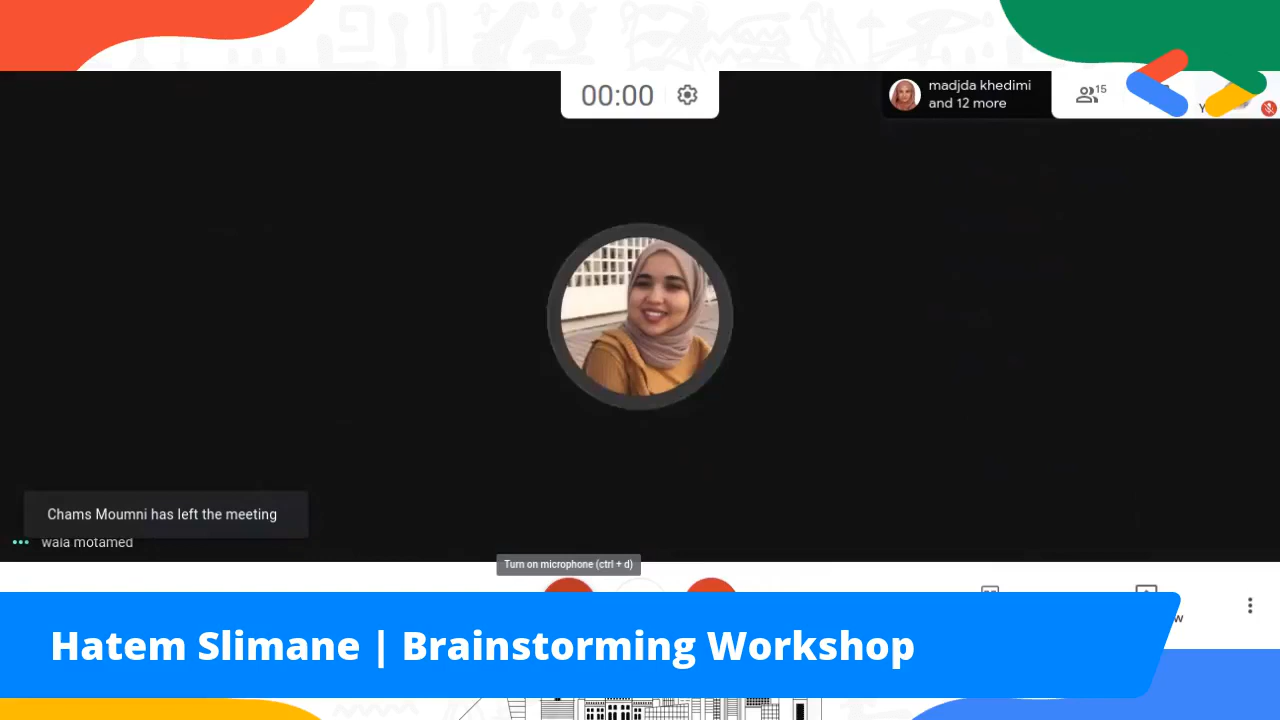 00:00
madjda khedimi
and 12 more
15
Y
Chams Moumni has left the meeting
wala motamed
Turn on microphone (ctrl + d)
w
Hatem Slimane | Brainstorming Workshop